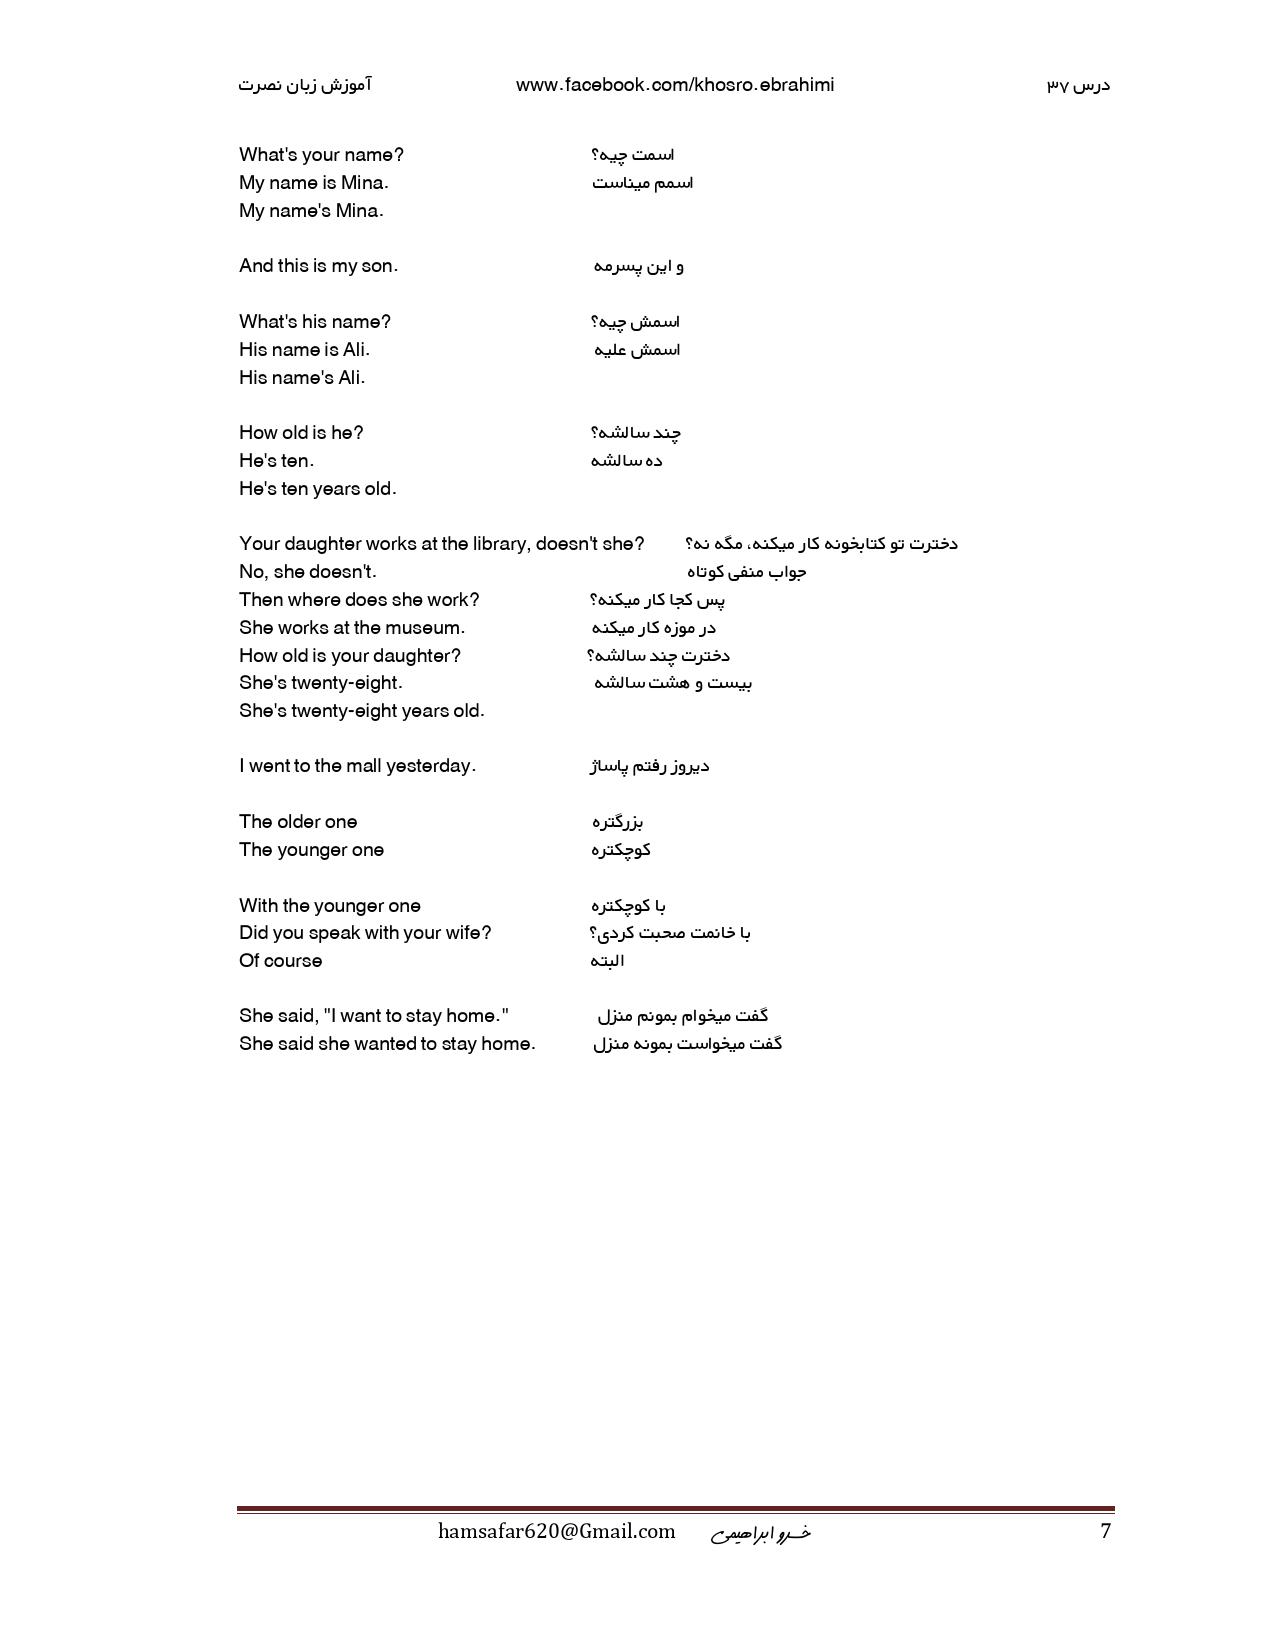 آموزش زبان نصرت www.facebook.com/khosro.ebrahimi درس ۳۷
What's your name? اسمت چیه؟
My name is Mina. اسمم میناست
My name's Mina.
And this is my son. و این پسرمه
What's his name? اسمش چیه؟
His name is Ali. اسمش علیه
His name's Ali.
How old is he? چند سالشه؟
He's ten. ده سالشه
He's ten years old.
Your daughter works at the library, doesn't she? دخترت تو کتابخونه کار میکنه، مگه نه؟
No, she doesn't. جواب منفی کوتاه
Then where does she work? پس کجا کار میکنه؟
She works at the museum. در موزه کار میکنه
How old is your daughter? دخترت چند سالشه؟
She's twenty-eight. بیست و هشت سالشه
She's twenty-eight years old.
I went to the mall yesterday. دیروز رفتم پاساژ
The older one بزرگتره
The younger one کوچکتره
With the younger one با کوچکتره
Did you speak with your wife? با خانمت صحبت کردی؟
Of course البته
She said, "I want to stay home." گفت میخوام بمونم منزل
She said she wanted to stay home. گفت میخواست بمونه منزل
hamsafar620@Gmail.com خسرو ابراهیمی 7